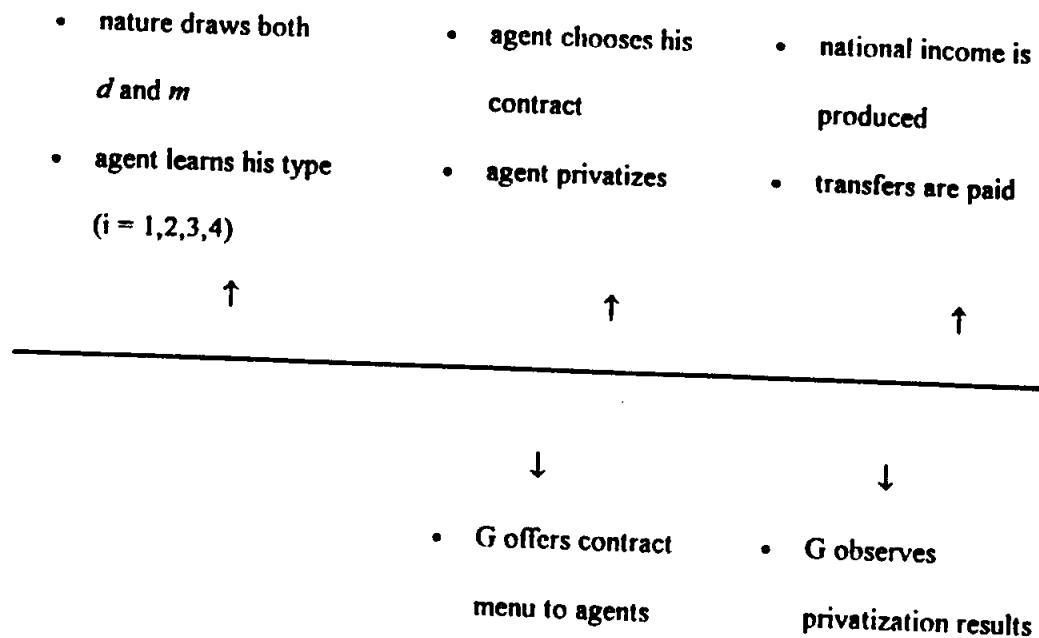 • nature draws both
d and m
• agent learns his type
(i = 1,2,3,4)
• agent chooses his
contract
• agent privatizes
• national income is
produced
• transfers are paid
↑
↑
↑
↓
↓
• G offers contract
menu to agents
• G observes
privatization results